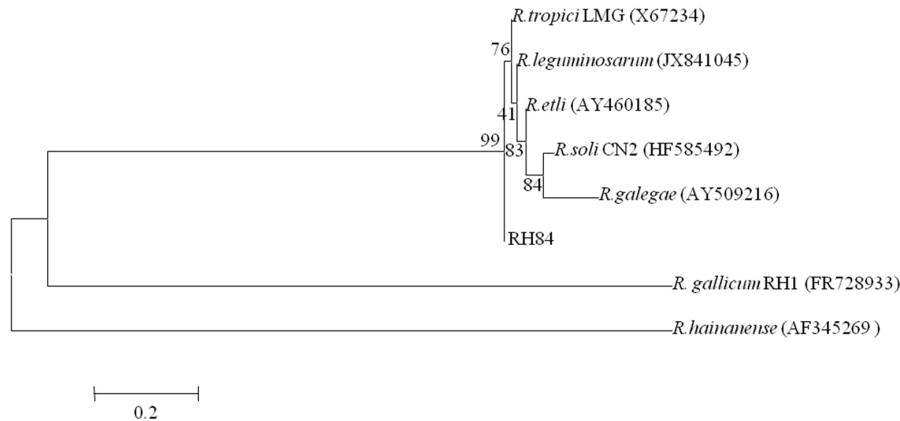 R.tropici LMG (X67234)
76
R.leguminosarum (JX841045)
R.etli (AY460185)
41
99
83
R.soli CN2 (HF585492)
84
R.galegae (AY509216)
RH84
R. gallicum RH1 (FR728933)
R.hainanense (AF345269 )
0.2